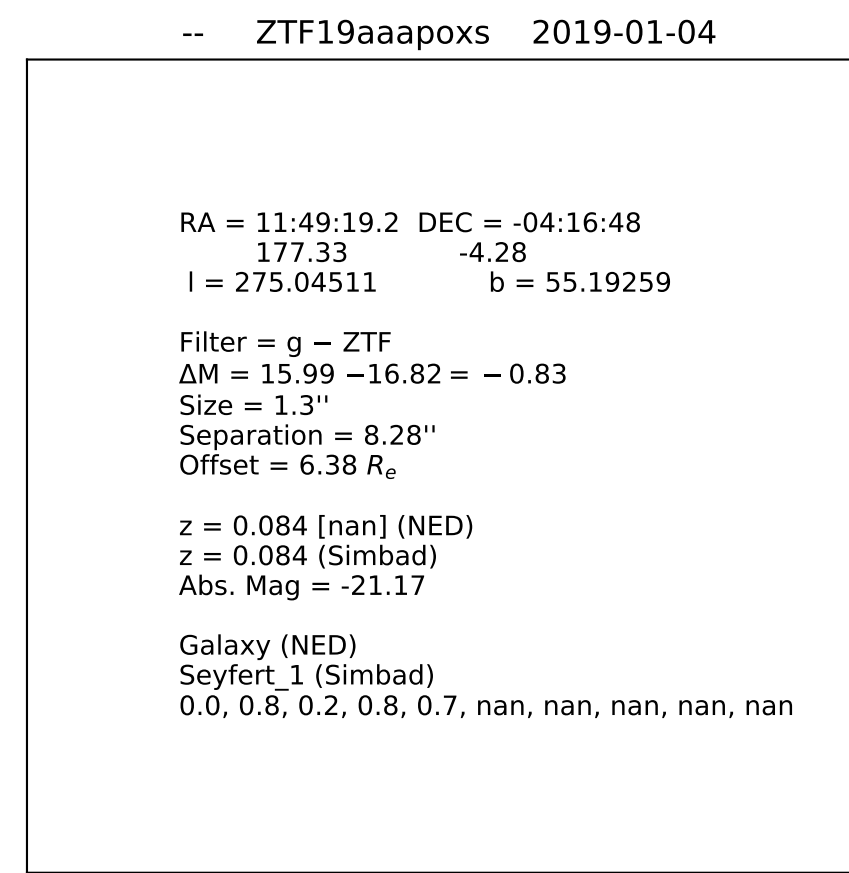 -- ZTF19aaapoxs 2019-01-04
RA = 11:49:19.2 DEC = -04:16:48
177.33 -4.28
l = 275.04511 b = 55.19259
Filter = g − ZTF
ΔM = 15.99 −16.82 = − 0.83
Size = 1.3''
Separation = 8.28''
Offset = 6.38 Re
z = 0.084 [nan] (NED)
z = 0.084 (Simbad)
Abs. Mag = -21.17
Galaxy (NED)
Seyfert_1 (Simbad)
0.0, 0.8, 0.2, 0.8, 0.7, nan, nan, nan, nan, nan